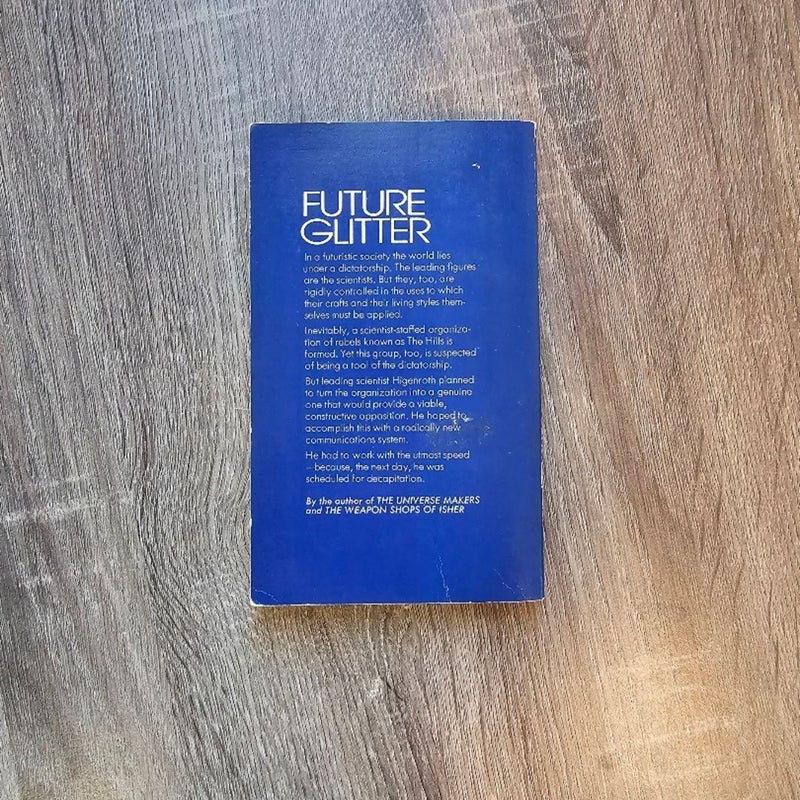 FUTURE
GLITTER
In a futuristic society the world lies
under a dictatorship. The leading figures
are the scientists. But they, too, are
rigidly controlled in the uses to which
their crafts and their living styles them-
selves must be applied.
Inevitably, a scientist-staffed organiza-
tion of rebels known as The Hills is
formed. Yet this group, too, is suspected
of being a tool of the dictatorship.
But leading scientist Higenroth planned
to turn the organization into a genuine
one that would provide a viable,
constructive opposition. He hoped to
accomplish this with a radically new
communications system.
He had to work with the utmost speed
—because, the next day, he was
scheduled for decapitation.
By the author of THE UNIVERSE MAKERS
and THE WEAPON SHOPS OF ISHER